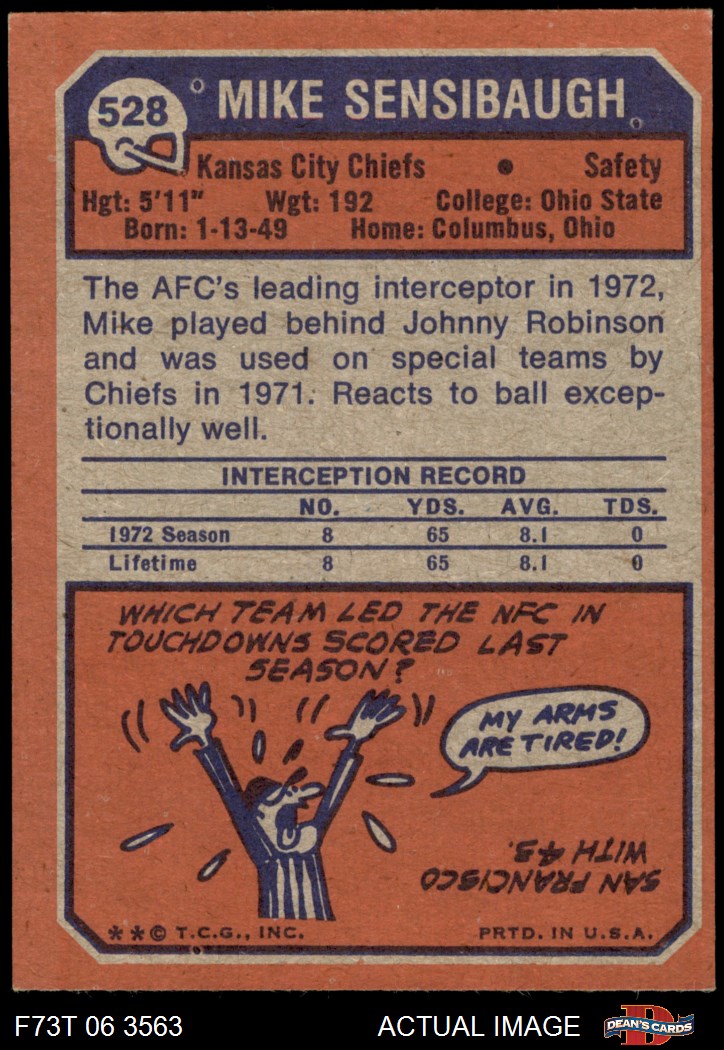 528 MIKE SENSIBAUGH
Kansas City Chiefs • Safety
Hgt: 5'11" Wgt: 192 College: Ohio State
Born: 1-13-49 Home: Columbus, Ohio
The AFC's leading interceptor in 1972,
Mike played behind Johnny Robinson
and was used on special teams by
Chiefs in 1971. Reacts to ball excep-
tionally well.
INTERCEPTION RECORD
NO. YDS. AVG. TDS.
1972 Season 8 65 8.1 0
Lifetime 8 65 8.1 0
WHICH TEAM LED THE NFC IN
TOUCHDOWNS SCORED LAST
SEASON?
MY ARMS
ARE TIRED!
SAN FRANCISCO
WITH 43.
**© T.C.G., INC. PRTD. IN U.S.A.
F73T 06 3563 ACTUAL IMAGE DEAN'S CARDS